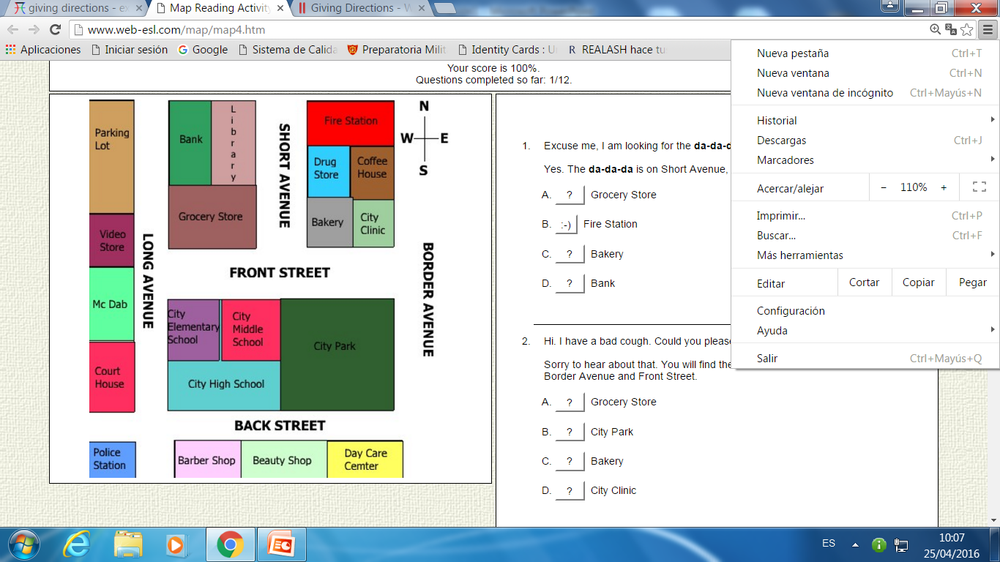 giving directions - ex
Map Reading Activity
Giving Directions - W
www.web-esl.com/map/map4.htm
Aplicaciones
Iniciar sesión
Google
Sistema de Calida
Preparatoria Milit
Identity Cards : U
REALASH hace tu
Nueva pestaña Ctrl+T
Nueva ventana Ctrl+N
Nueva ventana de incógnito Ctrl+Mayús+N
Historial
Descargas Ctrl+J
Marcadores
Acercar/alejar − 110% +
Imprimir... Ctrl+P
Buscar... Ctrl+F
Más herramientas
Editar Cortar Copiar Pegar
Configuración
Ayuda
Salir Ctrl+Mayús+Q
Your score is 100%.
Questions completed so far: 1/12.
Parking
Lot
Bank
Library
SHORT AVENUE
Fire Station
N
W E
S
Drug
Store
Coffee
House
Grocery Store
Bakery
City
Clinic
Video
Store
LONG AVENUE
FRONT STREET
BORDER AVENUE
Mc Dab
City
Elementary
School
City
Middle
School
City Park
Court
House
City High School
BACK STREET
Police
Station
Barber Shop
Beauty Shop
Day Care
Cemter
1. Excuse me, I am looking for the da-da-d
Yes. The da-da-da is on Short Avenue,
A. ? Grocery Store
B. :-) Fire Station
C. ? Bakery
D. ? Bank
2. Hi. I have a bad cough. Could you please
Sorry to hear about that. You will find the
Border Avenue and Front Street.
A. ? Grocery Store
B. ? City Park
C. ? Bakery
D. ? City Clinic
ES
10:07
25/04/2016